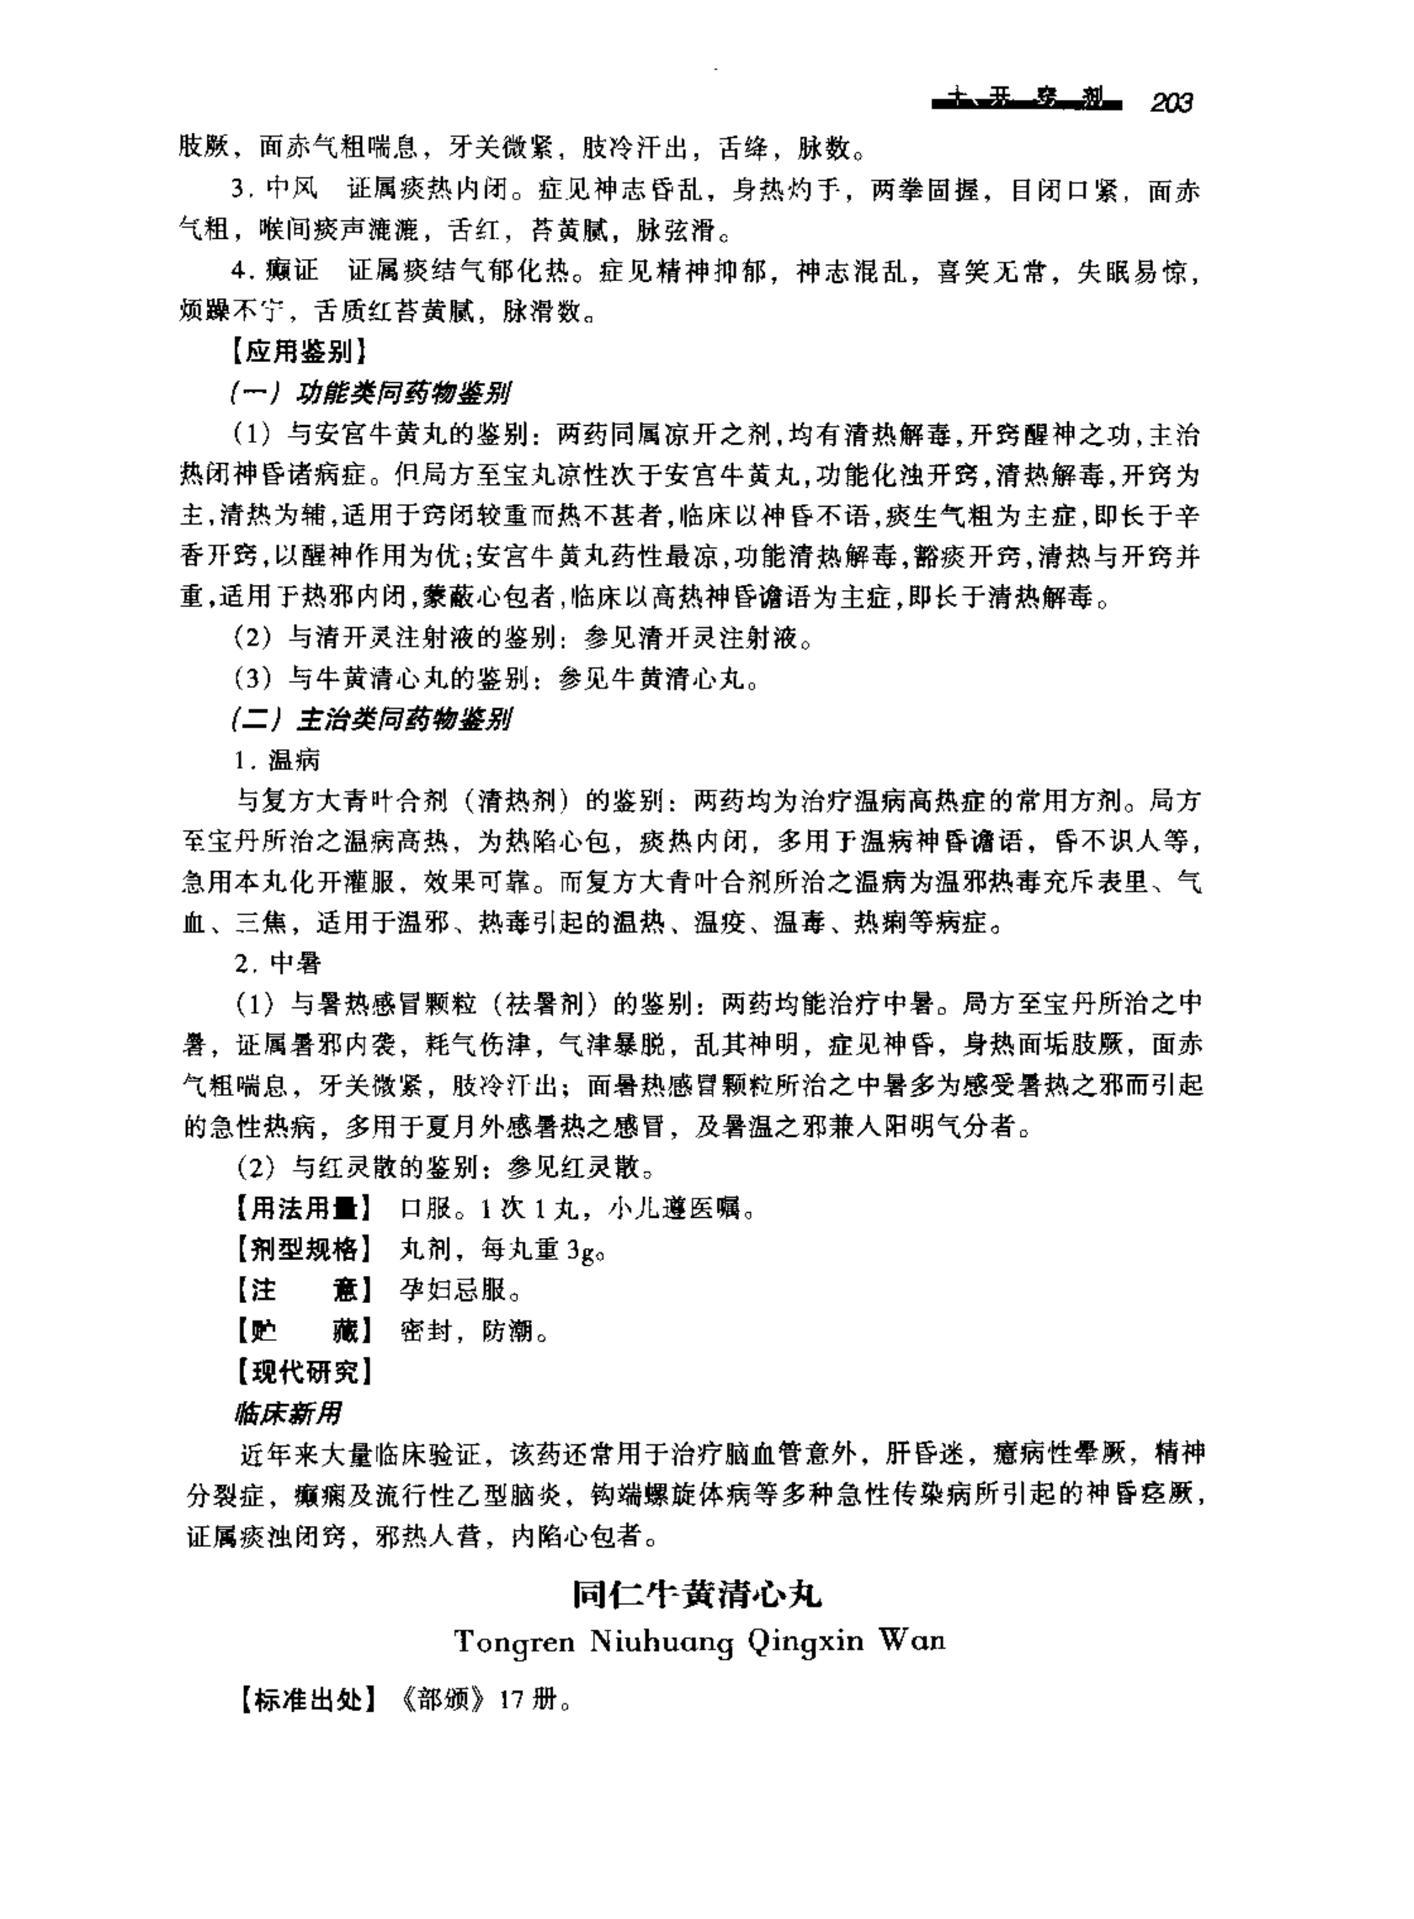 十、开窍剂 203
肢厥，面赤气粗喘息，牙关微紧，肢冷汗出，舌绛，脉数。
3. 中风 证属痰热内闭。症见神志昏乱，身热灼手，两拳固握，目闭口紧，面赤
气粗，喉间痰声漉漉，舌红，苔黄腻，脉弦滑。
4. 癫证 证属痰结气郁化热。症见精神抑郁，神志混乱，喜笑无常，失眠易惊，
烦躁不宁，舌质红苔黄腻，脉滑数。
【应用鉴别】
（一）功能类同药物鉴别
（1）与安宫牛黄丸的鉴别：两药同属凉开之剂,均有清热解毒,开窍醒神之功,主治
热闭神昏诸病症。但局方至宝丸凉性次于安宫牛黄丸,功能化浊开窍,清热解毒,开窍为
主,清热为辅,适用于窍闭较重而热不甚者,临床以神昏不语,痰生气粗为主症,即长于辛
香开窍,以醒神作用为优;安宫牛黄丸药性最凉,功能清热解毒,豁痰开窍,清热与开窍并
重,适用于热邪内闭,蒙蔽心包者,临床以高热神昏谵语为主症,即长于清热解毒。
（2）与清开灵注射液的鉴别：参见清开灵注射液。
（3）与牛黄清心丸的鉴别：参见牛黄清心丸。
（二）主治类同药物鉴别
1. 温病
与复方大青叶合剂（清热剂）的鉴别：两药均为治疗温病高热症的常用方剂。局方
至宝丹所治之温病高热，为热陷心包，痰热内闭，多用于温病神昏谵语，昏不识人等，
急用本丸化开灌服，效果可靠。而复方大青叶合剂所治之温病为温邪热毒充斥表里、气
血、三焦，适用于温邪、热毒引起的温热、温疫、温毒、热痢等病症。
2. 中暑
（1）与暑热感冒颗粒（祛暑剂）的鉴别：两药均能治疗中暑。局方至宝丹所治之中
暑，证属暑邪内袭，耗气伤津，气津暴脱，乱其神明，症见神昏，身热面垢肢厥，面赤
气粗喘息，牙关微紧，肢冷汗出；面暑热感冒颗粒所治之中暑多为感受暑热之邪而引起
的急性热病，多用于夏月外感暑热之感冒，及暑温之邪兼人阳明气分者。
（2）与红灵散的鉴别：参见红灵散。
【用法用量】 口服。1 次 1 丸，小儿遵医嘱。
【剂型规格】 丸剂，每丸重 3g。
【注 意】 孕妇忌服。
【贮 藏】 密封，防潮。
【现代研究】
临床新用
近年来大量临床验证，该药还常用于治疗脑血管意外，肝昏迷，癔病性晕厥，精神
分裂症，癫痫及流行性乙型脑炎，钩端螺旋体病等多种急性传染病所引起的神昏痉厥，
证属痰浊闭窍，邪热人营，内陷心包者。
同仁牛黄清心丸
Tongren Niuhuang Qingxin Wan
【标准出处】《部颁》17 册。